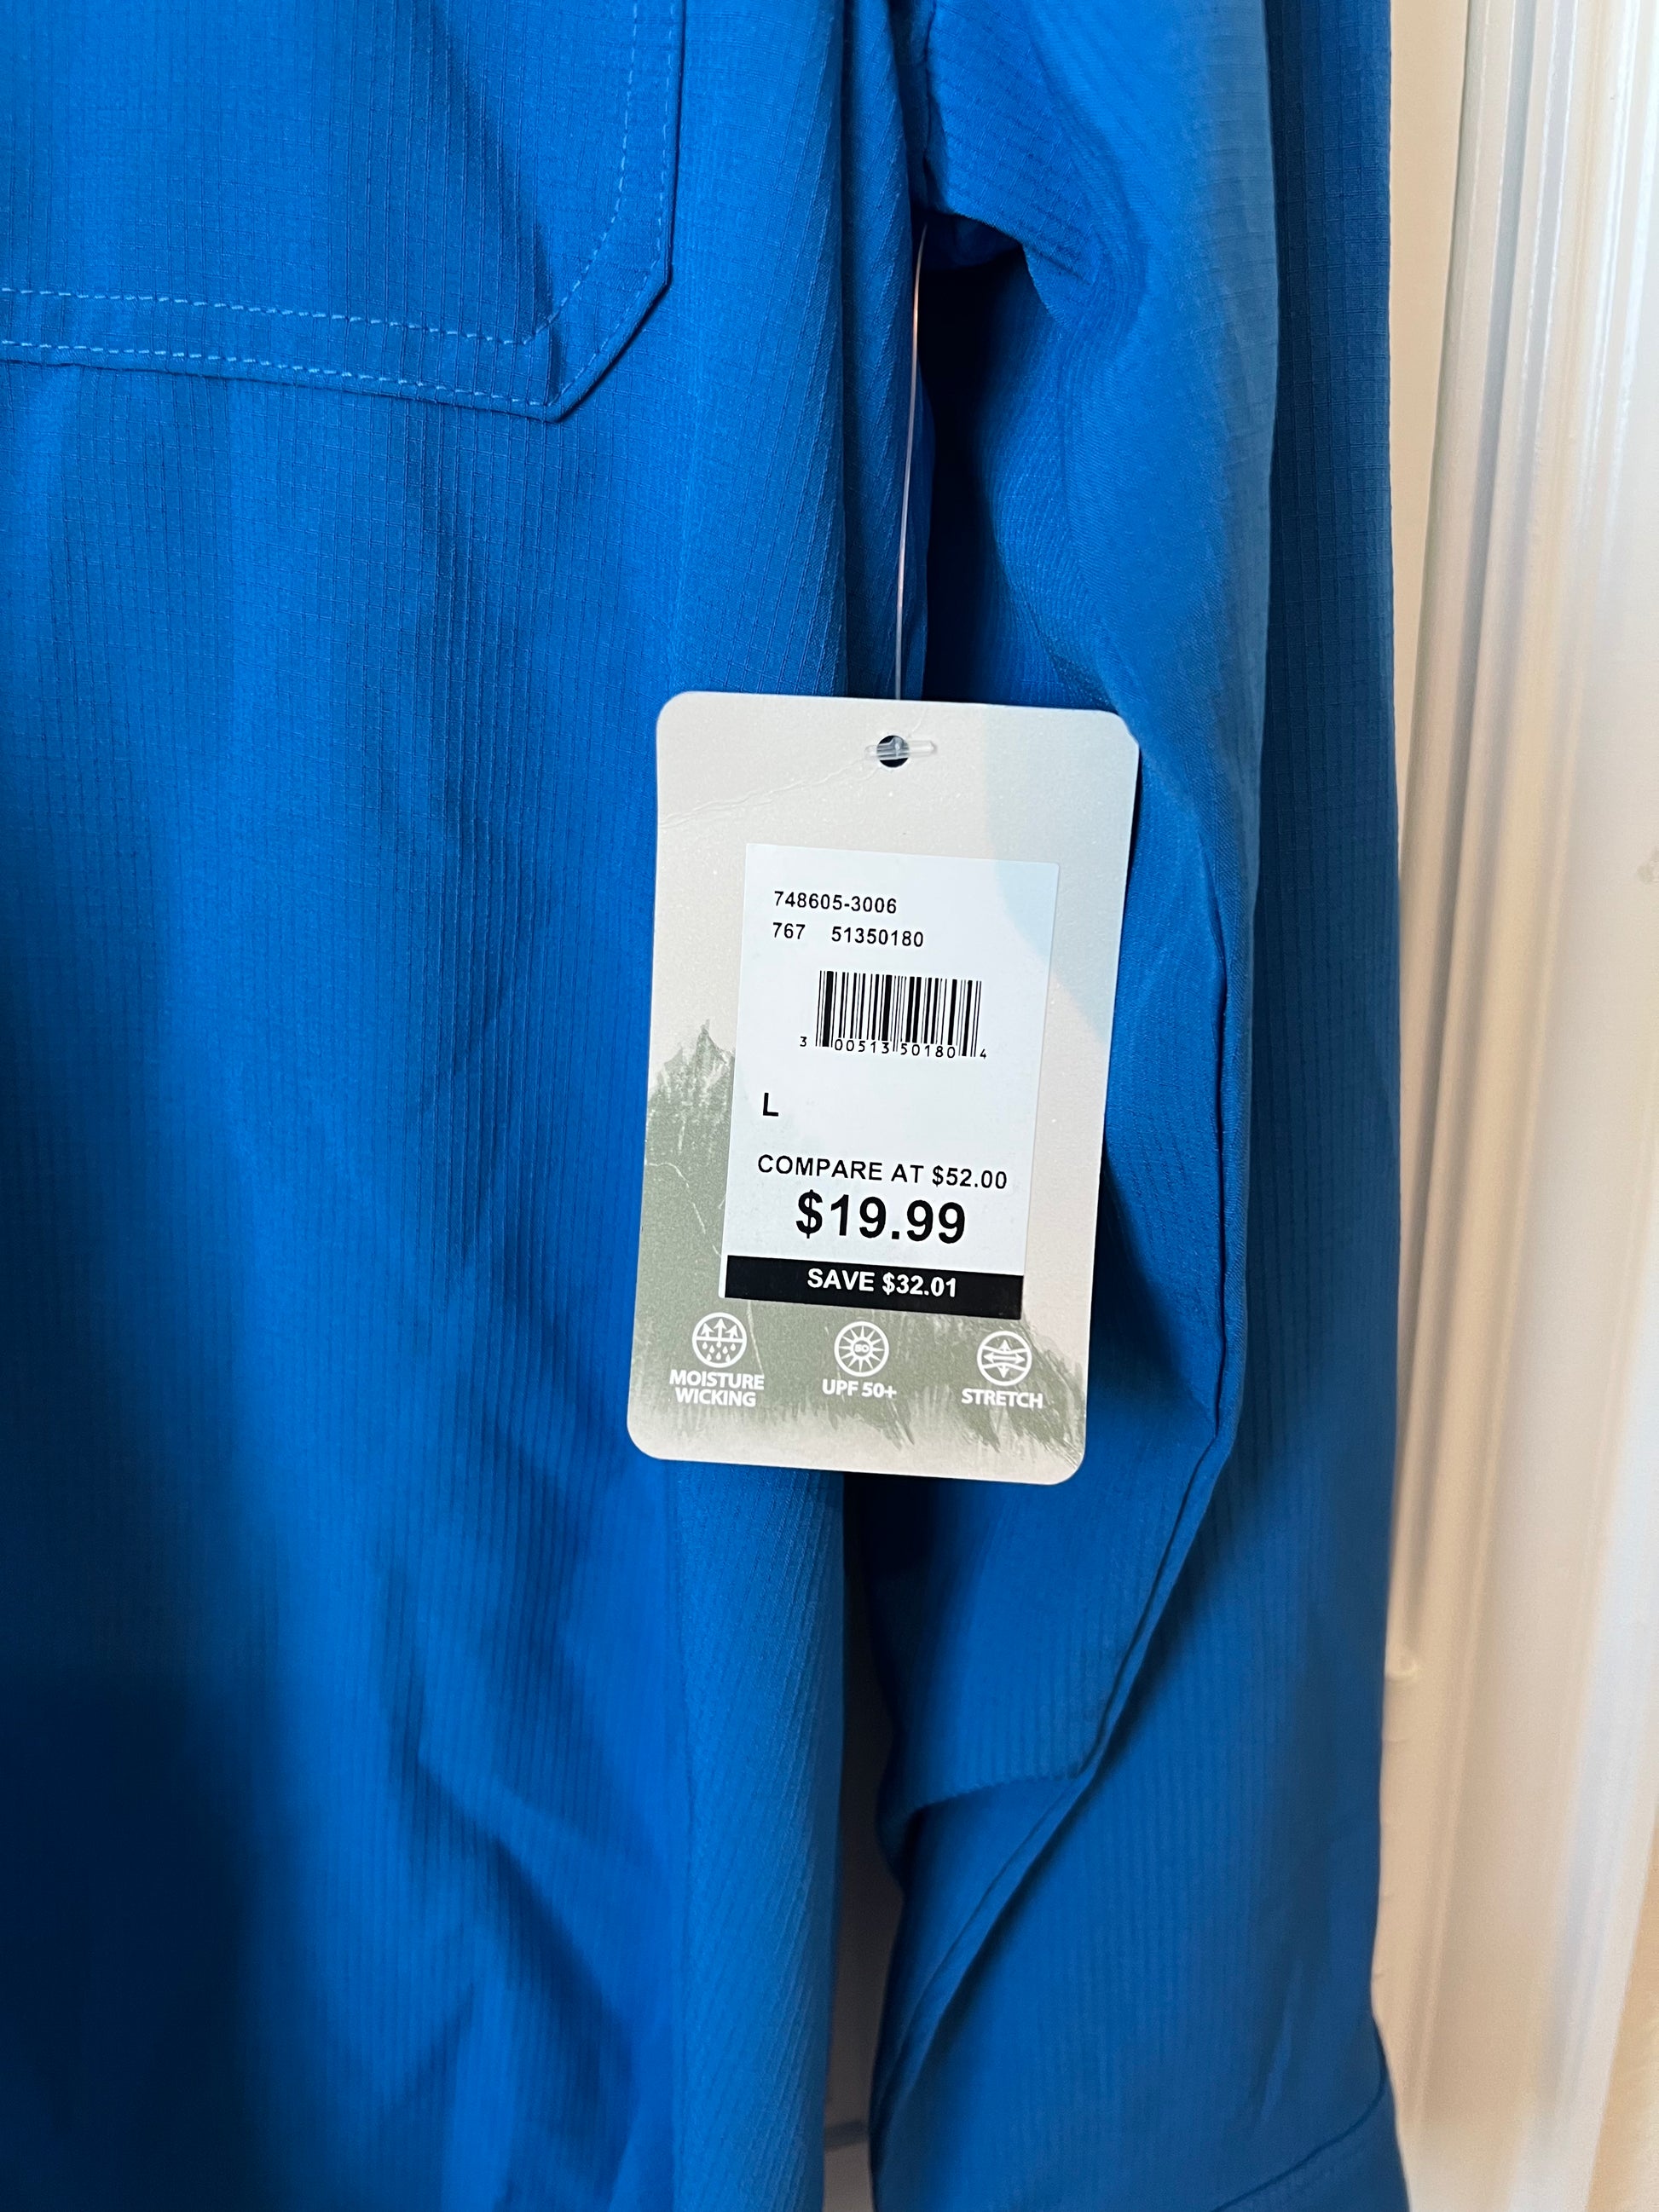 748605-3006
767 51350180
3 00513 50180 4
L
COMPARE AT $52.00
$19.99
SAVE $32.01
50
MOISTURE
WICKING
UPF 50+
STRETCH